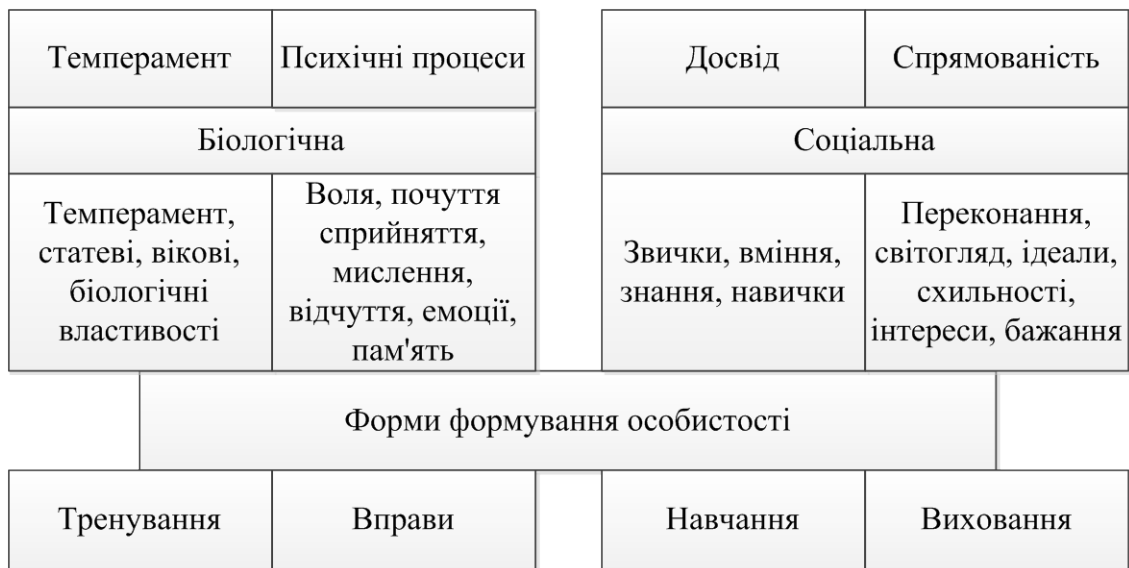 Темперамент
Психічні процеси
Досвід
Спрямованість
Біологічна
Соціальна
Темперамент,
статеві, вікові,
біологічні
властивості
Воля, почуття
сприйняття,
мислення,
відчуття, емоції,
пам'ять
Звички, вміння,
знання, навички
Переконання,
світогляд, ідеали,
схильності,
інтереси, бажання
Форми формування особистості
Тренування
Вправи
Навчання
Виховання